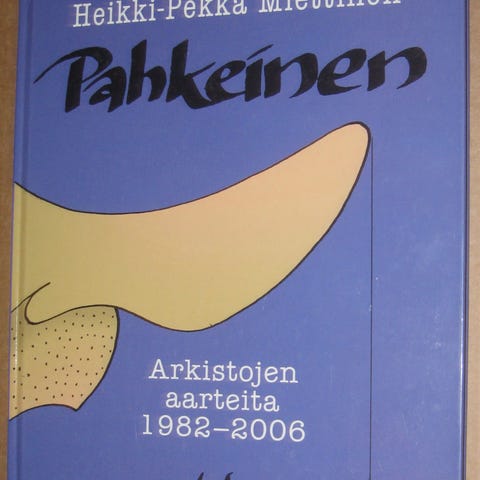 Heikki-Pekka Miettinen
Pahkeinen
Arkistojen
aarteita
1982–2006